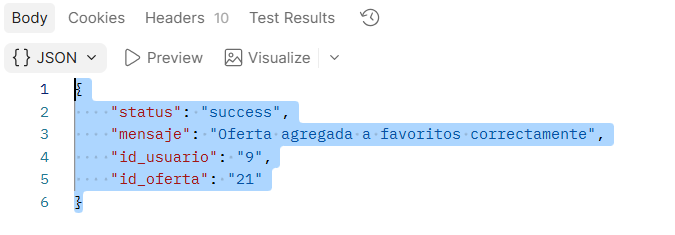 Body Cookies Headers 10 Test Results
{} JSON Preview Visualize
1 {
2 "status": "success",
3 "mensaje": "Oferta agregada a favoritos correctamente",
4 "id_usuario": "9",
5 "id_oferta": "21"
6 }